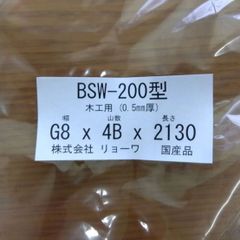 BSW-200型
木工用 (0.5mm厚)
幅 山数 長さ
G8 x 4B x 2130
株式会社 リョーワ 国産品